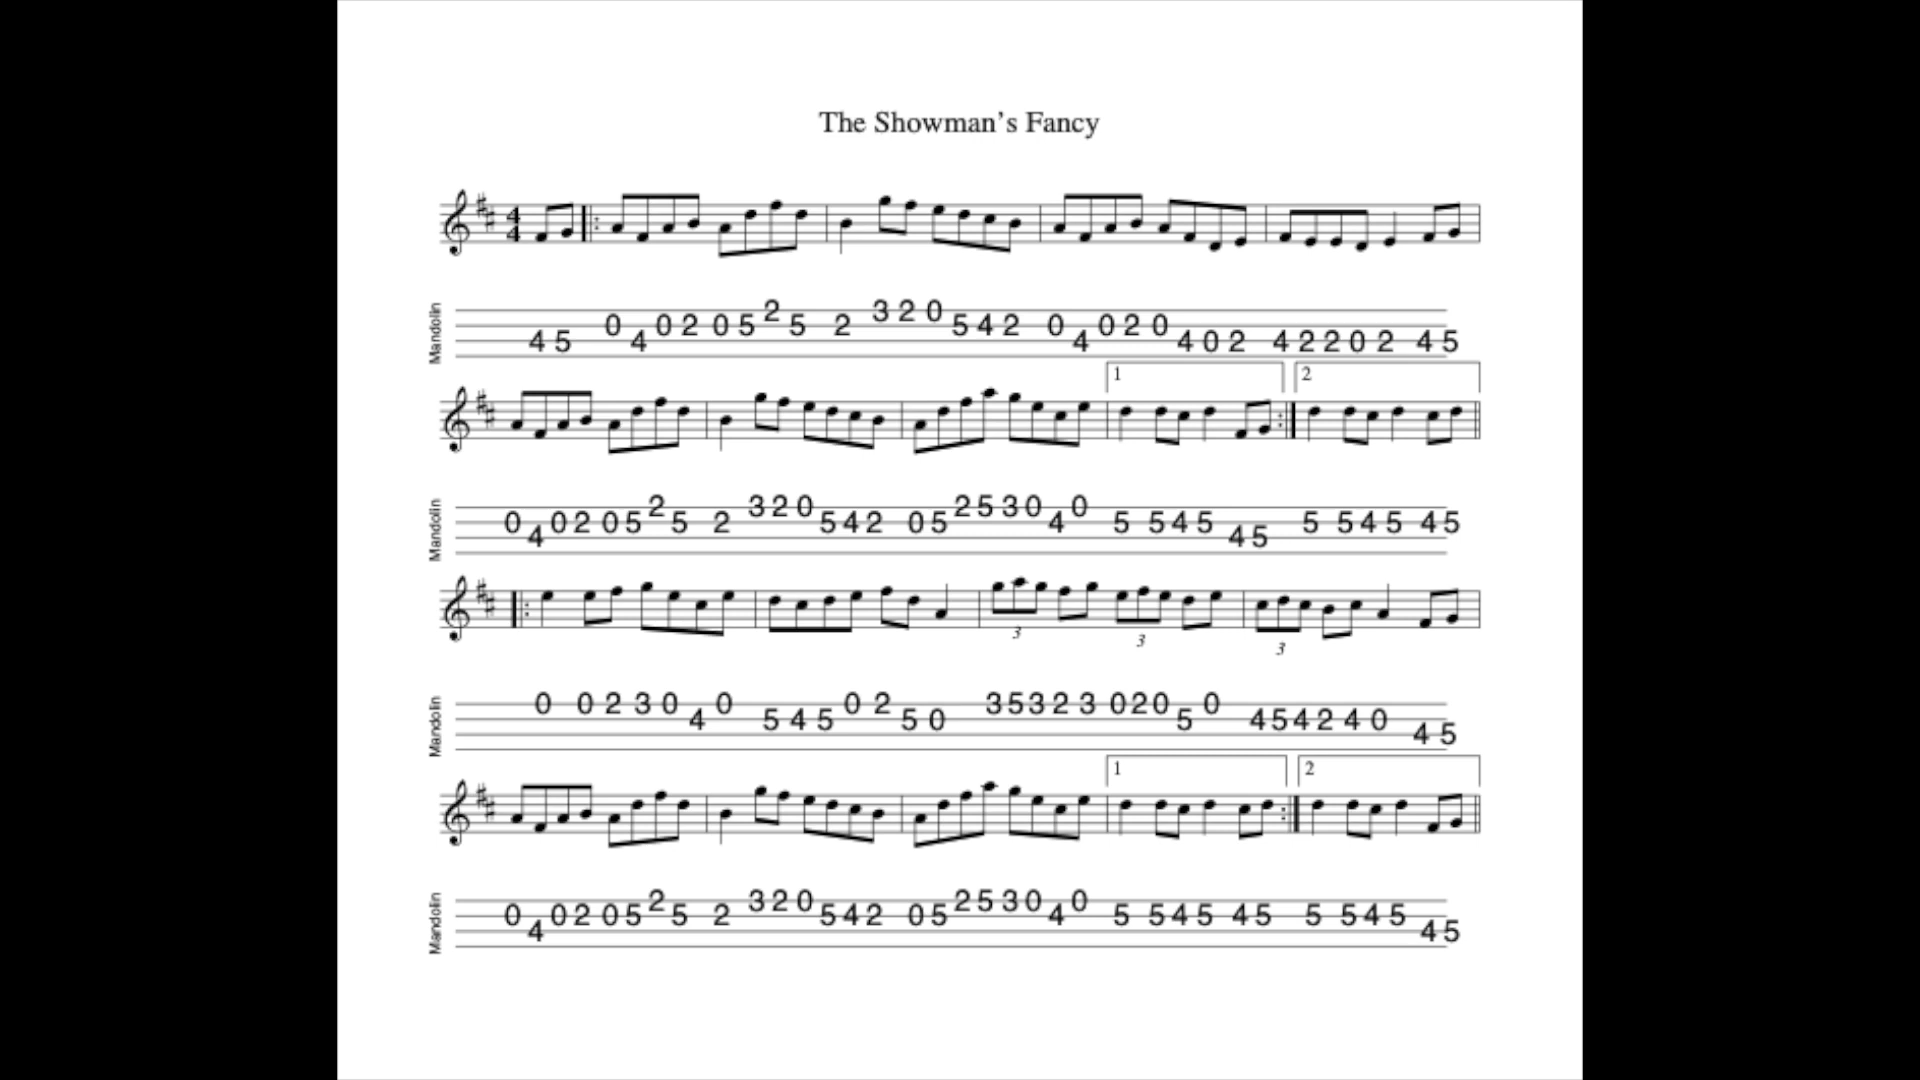 The Showman's Fancy
4 4
Mandolin 4 5 0 4 0 2 0 5 2 5 2 3 2 0 5 4 2 0 4 0 2 0 4 0 2 4 2 2 0 2 4 5
1 2
Mandolin 0 4 0 2 0 5 2 5 2 3 2 0 5 4 2 0 5 2 5 3 0 4 0 5 5 4 5 4 5 5 5 4 5 4 5
3 3 3
Mandolin 0 0 2 3 0 4 0 5 4 5 0 2 5 0 3 5 3 2 3 0 2 0 5 0 4 5 4 2 4 0 4 5
1 2
Mandolin 0 4 0 2 0 5 2 5 2 3 2 0 5 4 2 0 5 2 5 3 0 4 0 5 5 4 5 4 5 5 5 4 5 4 5